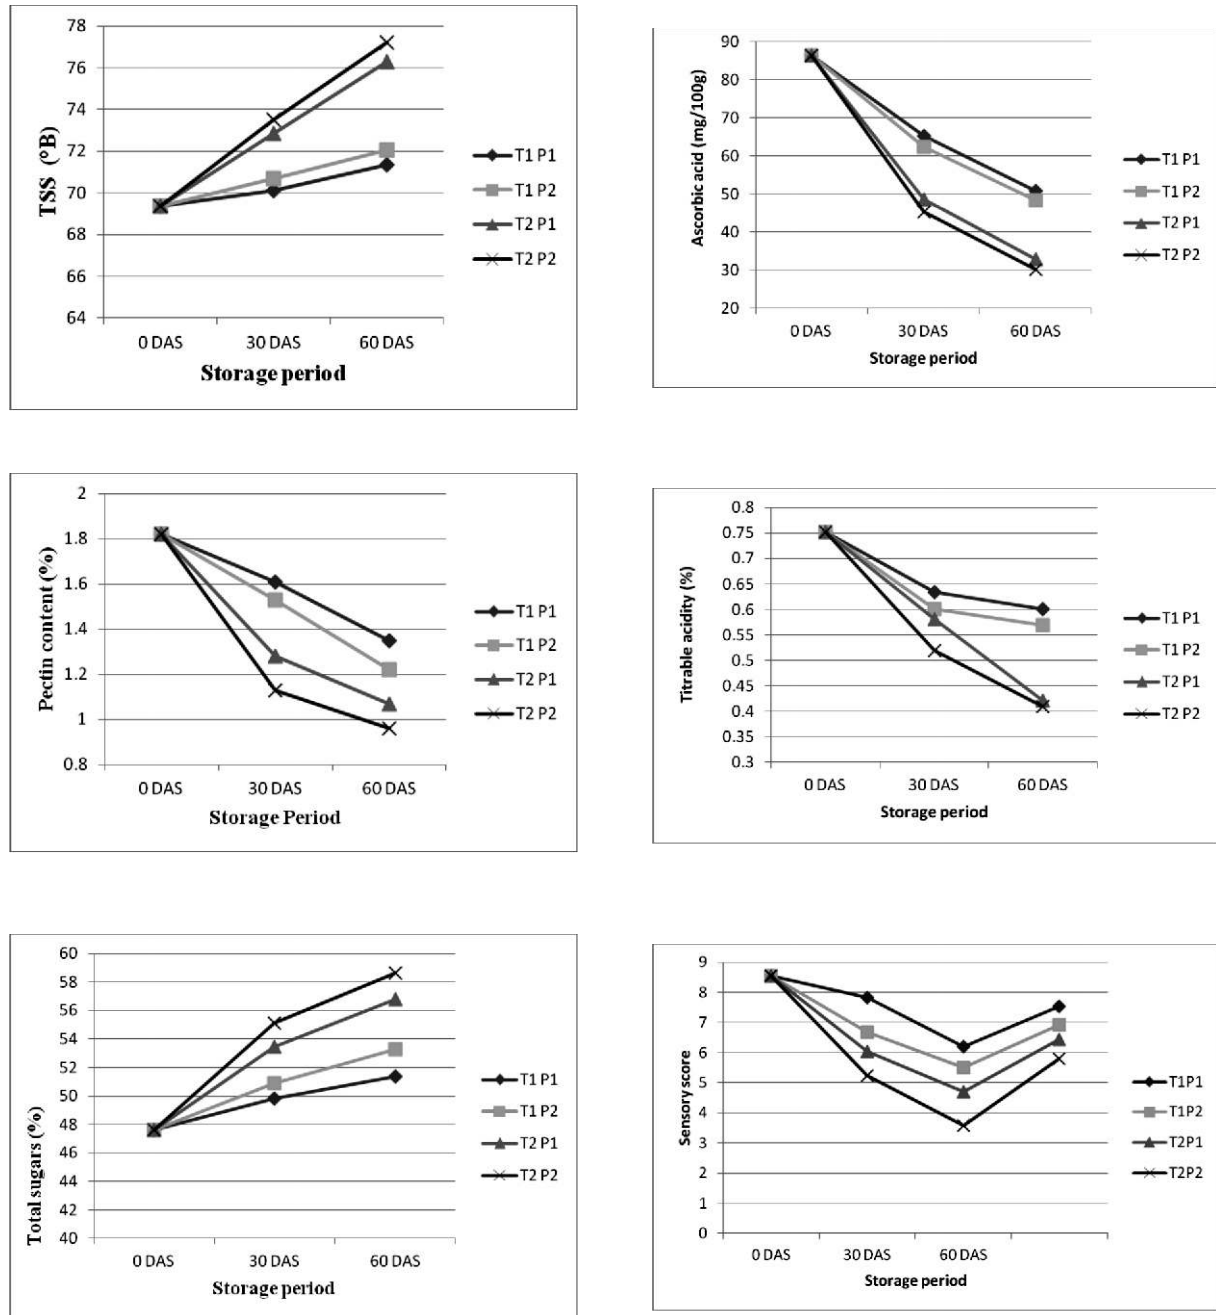 78
76
74
72
70
68
66
64
TSS (°B)
0 DAS 30 DAS 60 DAS
Storage period
T1 P1
T1 P2
T2 P1
T2 P2
90
80
70
60
50
40
30
20
Ascorbic acid (mg/100g)
0 DAS 30 DAS 60 DAS
Storage period
T1 P1
T1 P2
T2 P1
T2 P2
2
1.8
1.6
1.4
1.2
1
0.8
Pectin content (%)
0 DAS 30 DAS 60 DAS
Storage Period
T1 P1
T1 P2
T2 P1
T2 P2
0.8
0.75
0.7
0.65
0.6
0.55
0.5
0.45
0.4
0.35
0.3
Titrable acidity (%)
0 DAS 30 DAS 60 DAS
Storage period
T1 P1
T1 P2
T2 P1
T2 P2
60
58
56
54
52
50
48
46
44
42
40
Total sugars (%)
0 DAS 30 DAS 60 DAS
Storage period
T1 P1
T1 P2
T2 P1
T2 P2
9
8
7
6
5
4
3
2
1
0
Sensory score
0 DAS 30 DAS 60 DAS
Storage period
T1P1
T1P2
T2P1
T2P2